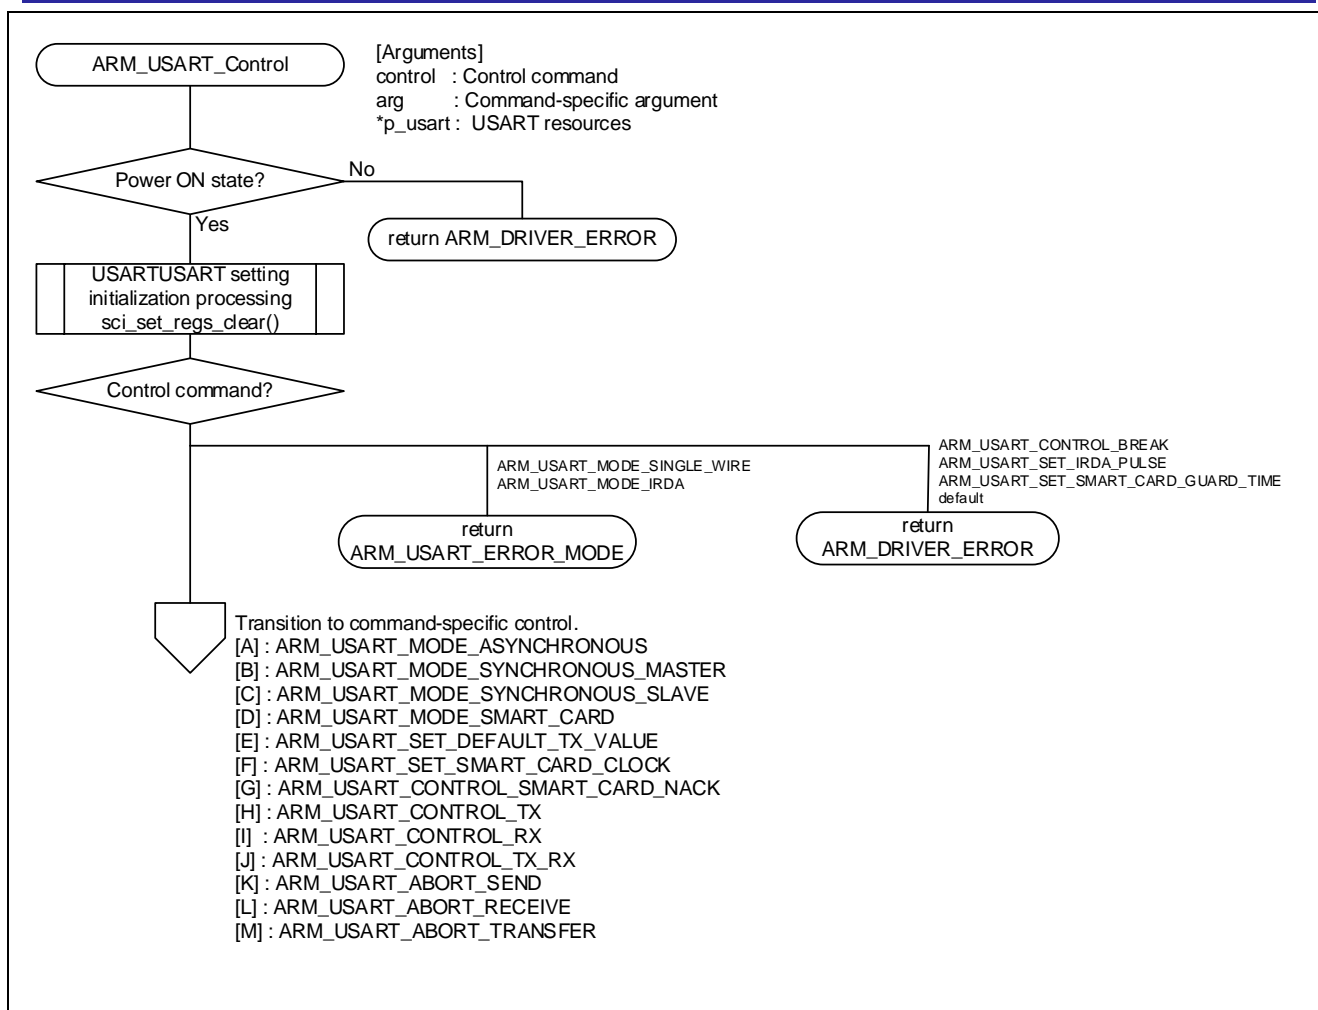 ARM_USART_Control
[Arguments]
control : Control command
arg : Command-specific argument
*p_usart : USART resources
Power ON state?
No
Yes
return ARM_DRIVER_ERROR
USARTUSART setting
initialization processing
sci_set_regs_clear()
Control command?
ARM_USART_MODE_SINGLE_WIRE
ARM_USART_MODE_IRDA
ARM_USART_CONTROL_BREAK
ARM_USART_SET_IRDA_PULSE
ARM_USART_SET_SMART_CARD_GUARD_TIME
default
return
ARM_USART_ERROR_MODE
return
ARM_DRIVER_ERROR
Transition to command-specific control.
[A] : ARM_USART_MODE_ASYNCHRONOUS
[B] : ARM_USART_MODE_SYNCHRONOUS_MASTER
[C] : ARM_USART_MODE_SYNCHRONOUS_SLAVE
[D] : ARM_USART_MODE_SMART_CARD
[E] : ARM_USART_SET_DEFAULT_TX_VALUE
[F] : ARM_USART_SET_SMART_CARD_CLOCK
[G] : ARM_USART_CONTROL_SMART_CARD_NACK
[H] : ARM_USART_CONTROL_TX
[I] : ARM_USART_CONTROL_RX
[J] : ARM_USART_CONTROL_TX_RX
[K] : ARM_USART_ABORT_SEND
[L] : ARM_USART_ABORT_RECEIVE
[M] : ARM_USART_ABORT_TRANSFER